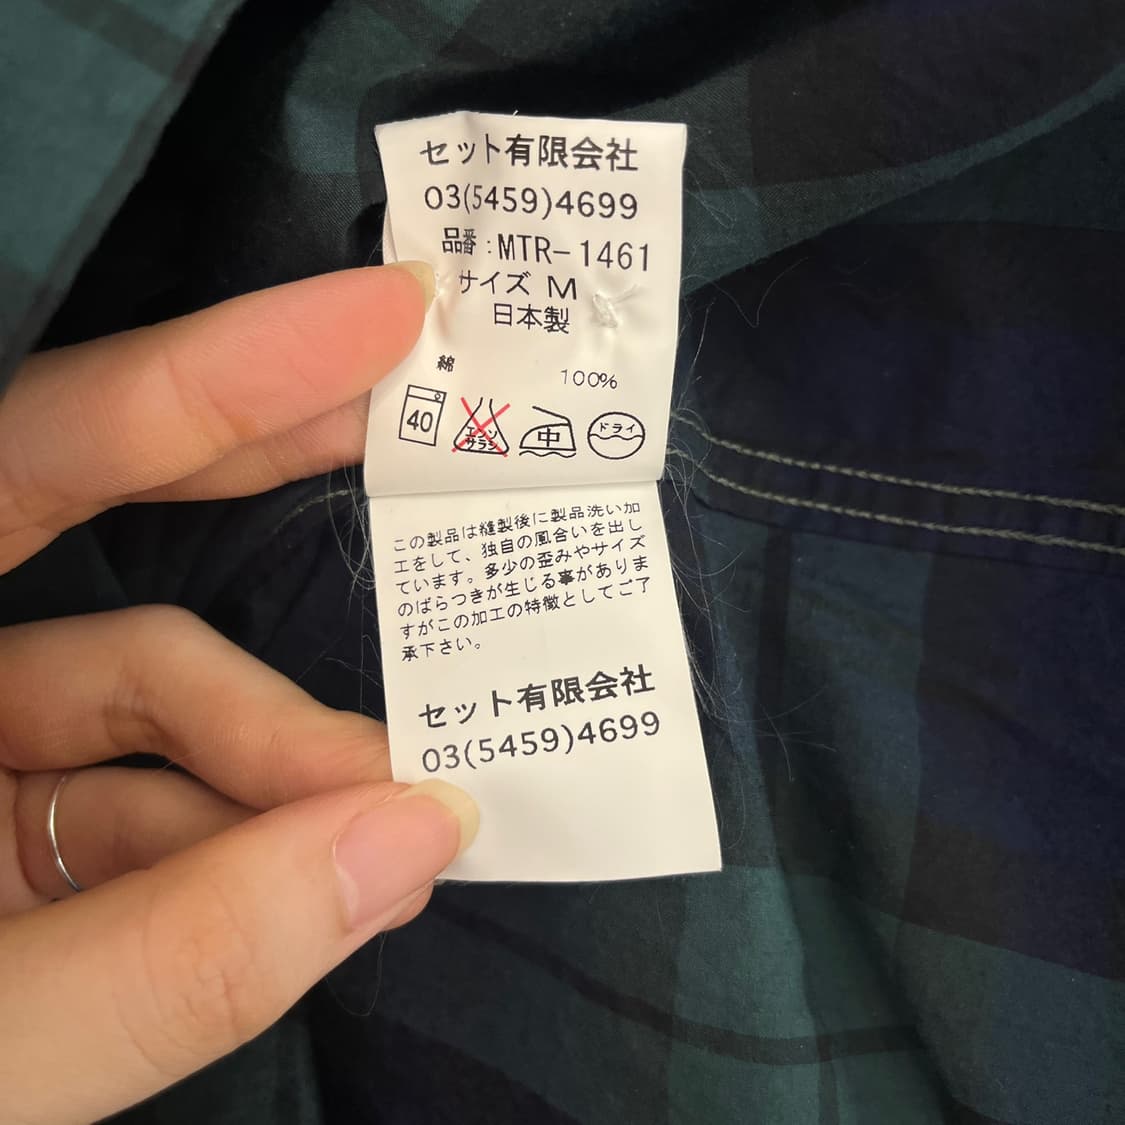 セット有限会社
03(5459)4699
品番:MTR-1461
サイズ M
日本製
綿 100%
40 エンソサラシ 中 ドライ
この製品は縫製後に製品洗い加
工をして、独自の風合いを出し
ています。多少の歪みやサイズ
のばらつきが生じる事がありま
すがこの加工の特徴としてご了
承下さい。
セット有限会社
03(5459)4699